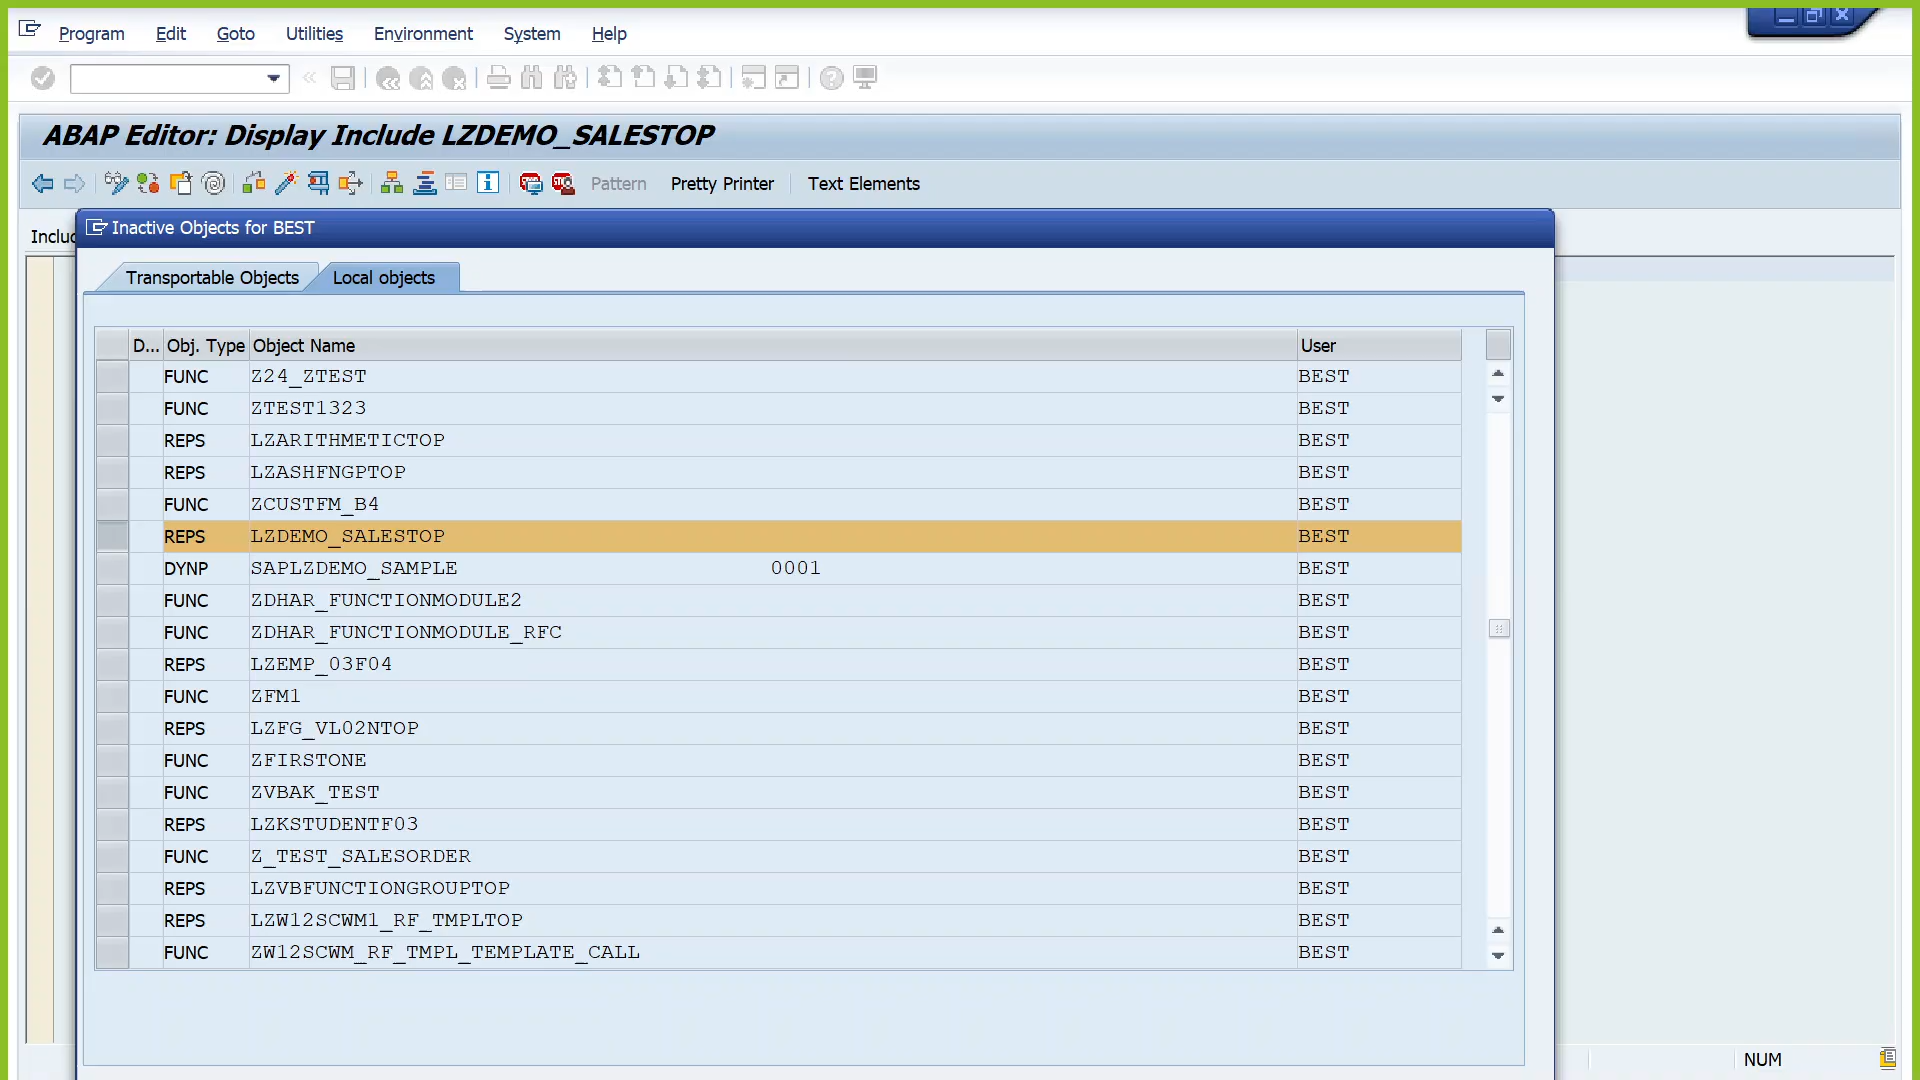 Program Edit Goto Utilities Environment System Help
ABAP Editor: Display Include LZDEMO_SALESTOP
Pattern Pretty Printer Text Elements
Inactive Objects for BEST
Transportable Objects Local objects
D... Obj. Type Object Name User
FUNC Z24_ZTEST BEST
FUNC ZTEST1323 BEST
REPS LZARITHMETICTOP BEST
REPS LZASHFNGPTOP BEST
FUNC ZCUSTFM_B4 BEST
REPS LZDEMO_SALESTOP BEST
DYNP SAPLZDEMO_SAMPLE 0001 BEST
FUNC ZDHAR_FUNCTIONMODULE2 BEST
FUNC ZDHAR_FUNCTIONMODULE_RFC BEST
REPS LZEMP_03F04 BEST
FUNC ZFM1 BEST
REPS LZFG_VL02NTOP BEST
FUNC ZFIRSTONE BEST
FUNC ZVBAK_TEST BEST
REPS LZKSTUDENTF03 BEST
FUNC Z_TEST_SALESORDER BEST
REPS LZVBFUNCTIONGROUPTOP BEST
REPS LZW12SCWM1_RF_TMPLTOP BEST
FUNC ZW12SCWM_RF_TMPL_TEMPLATE_CALL BEST
NUM